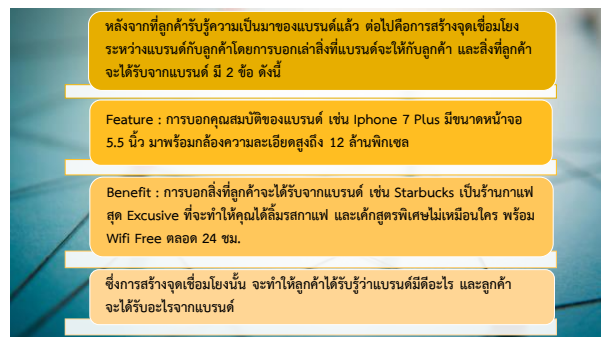 หลังจากที่ลูกค้ารับรู้ความเป็นมาของแบรนด์แล้ว ต่อไปคือการสร้างจุดเชื่อมโยง
ระหว่างแบรนด์กับลูกค้าโดยการบอกเล่าสิ่งที่แบรนด์จะให้กับลูกค้า และสิ่งที่ลูกค้า
จะได้รับจากแบรนด์ มี 2 ข้อ ดังนี้
Feature : การบอกคุณสมบัติของแบรนด์ เช่น Iphone 7 Plus มีขนาดหน้าจอ
5.5 นิ้ว มาพร้อมกล้องความละเอียดสูงถึง 12 ล้านพิกเซล
Benefit : การบอกสิ่งที่ลูกค้าจะได้รับจากแบรนด์ เช่น Starbucks เป็นร้านกาแฟ
สุด Excusive ที่จะทำให้คุณได้ลิ้มรสกาแฟ และเค้กสูตรพิเศษไม่เหมือนใคร พร้อม
Wifi Free ตลอด 24 ชม.
ซึ่งการสร้างจุดเชื่อมโยงนั้น จะทำให้ลูกค้าได้รับรู้ว่าแบรนด์มีดีอะไร และลูกค้า
จะได้รับอะไรจากแบรนด์